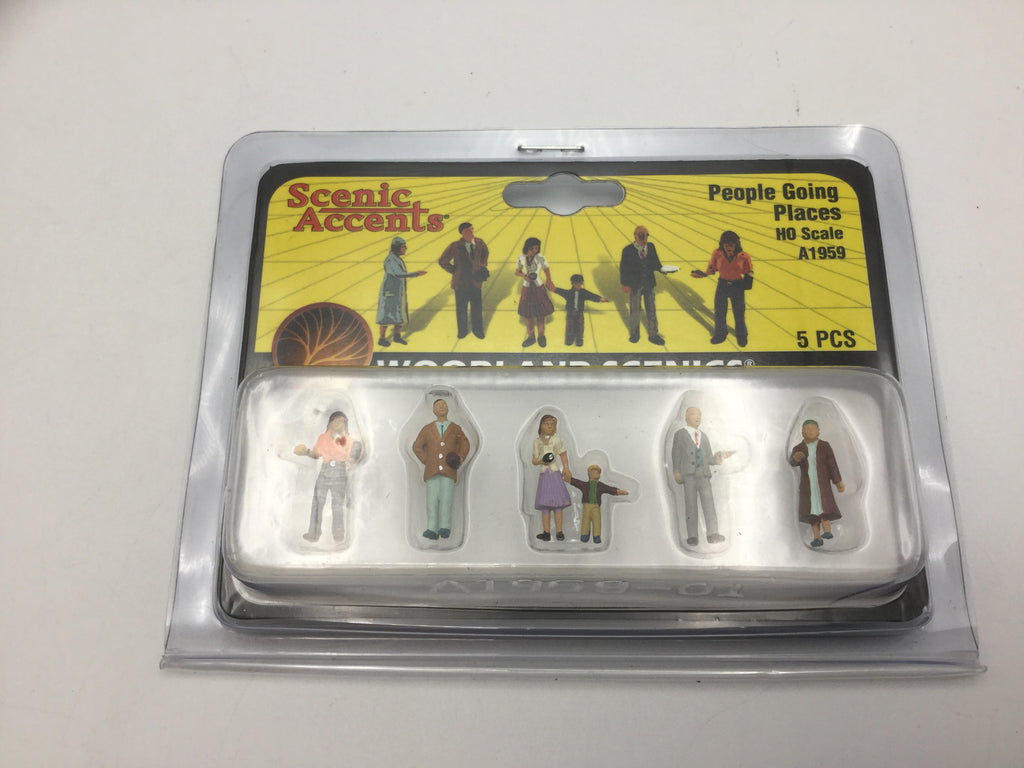 Scenic
Accents®
People Going
Places
HO Scale
A1959
5 PCS
WOODLAND SCENICS®